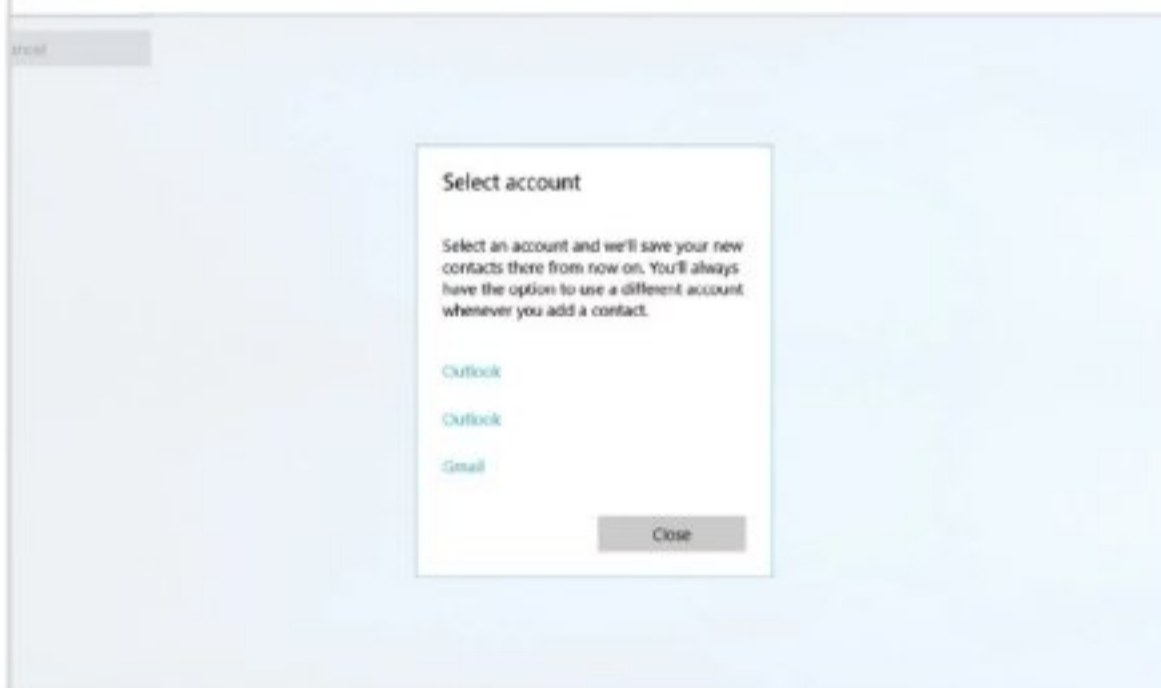 Select account
Select an account and we'll save your new
contacts there from now on. You'll always
have the option to use a different account
whenever you add a contact.
Outlook
Outlook
Gmail
Close